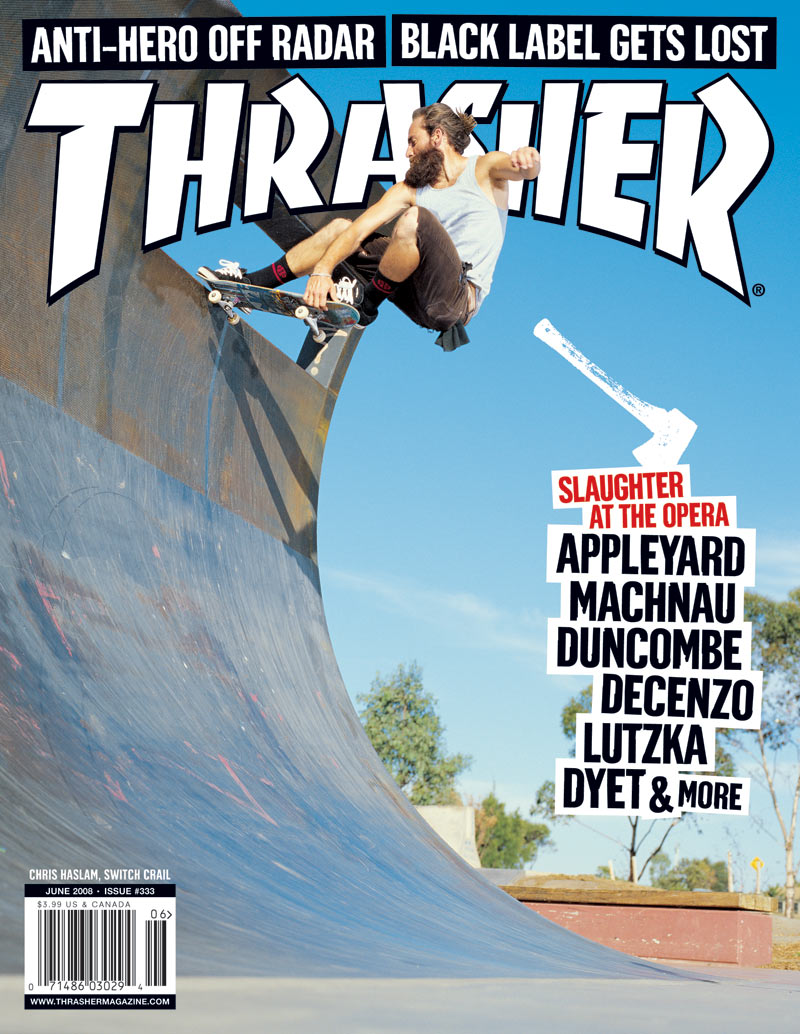 ANTI-HERO OFF RADAR BLACK LABEL GETS LOST
THRASHER
®
SLAUGHTER
AT THE OPERA
APPLEYARD
MACHNAU
DUNCOMBE
DECENZO
LUTZKA
DYET & MORE
CHRIS HASLAM, SWITCH CRAIL
JUNE 2008 • ISSUE #333
$3.99 US & CANADA
06>
0 71486 03029 4
WWW.THRASHERMAGAZINE.COM